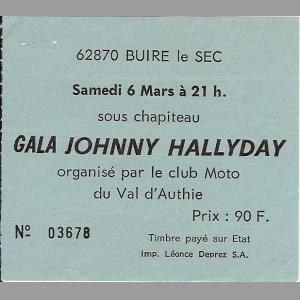 62870 BUIRE le SEC
Samedi 6 Mars à 21 h.
sous chapiteau
GALA JOHNNY HALLYDAY
organisé par le club Moto
du Val d'Authie
Prix : 90 F.
Nº 03678
Timbre payé sur Etat
Imp. Léonce Deprez S.A.